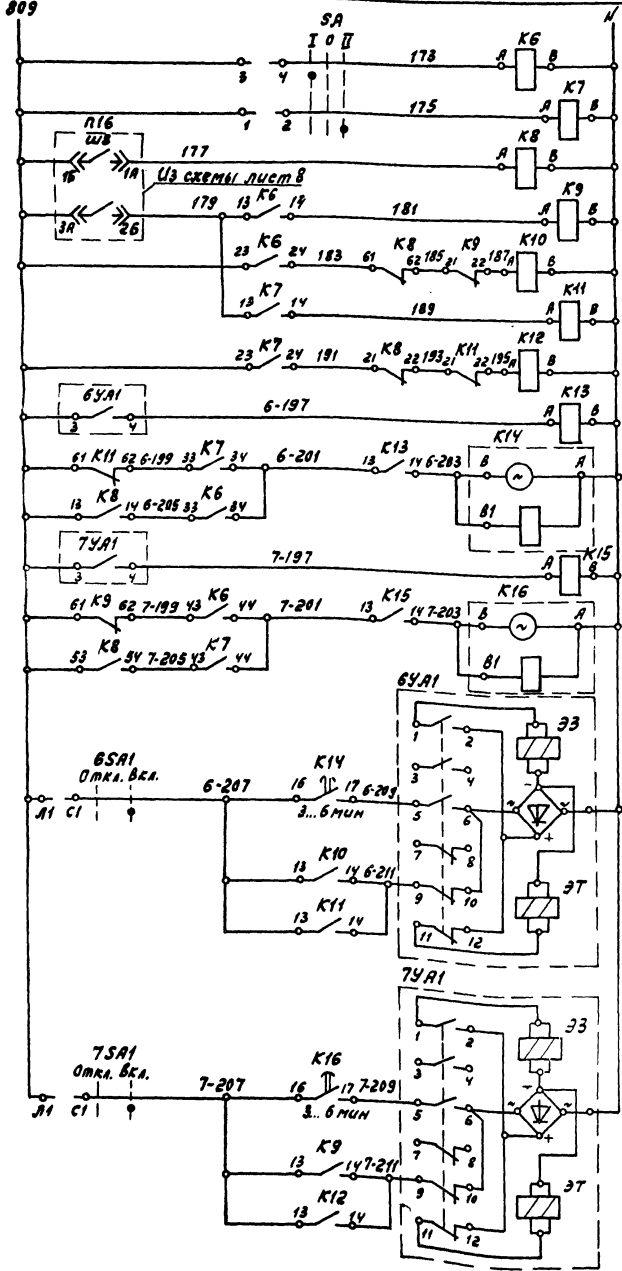 809 N
SA
I 0 II
3 4 173 A K6 B
1 2 175 A K7 B
П16
ШВ
1Б 1А 177 A K8 B
Из схемы лист 8
3А 2Б 179 13 K6 14 181 A K9 B
23 K6 24 183 61 K8 62 185 21 K9 22 187 A K10 B
13 K7 14 189 A K11 B
23 K7 24 191 21 K8 22 193 21 K11 22 195 A K12 B
6УА1
3 4 6-197 A K13 B
61 K11 62 6-199 33 K7 34 6-201 13 K13 14 6-203 K14 B A
13 K8 14 6-205 33 K6 34 B1
7УА1
3 4 7-197 A K15 B
61 K9 62 7-199 43 K6 44 7-201 13 K15 14 7-203 K16 B A
53 K8 54 7-205 43 K7 44 B1
6УА1
1 2 ЭЗ
3 4
6SA1
Откл. Вкл.
Л1 С1 6-207 16 K14 17 6-209 5 6 ~ - ~ +
3...6 мин
7 8
13 K10 14 6-211 9 10
13 K11 14 11 12 ЭТ
7УА1
1 2 ЭЗ
3 4
7SA1
Откл. Вкл.
Л1 С1 7-207 16 K16 17 7-209 5 6 ~ - ~ +
3...6 мин
7 8
13 K9 14 7-211 9 10
13 K12 14 11 12 ЭТ